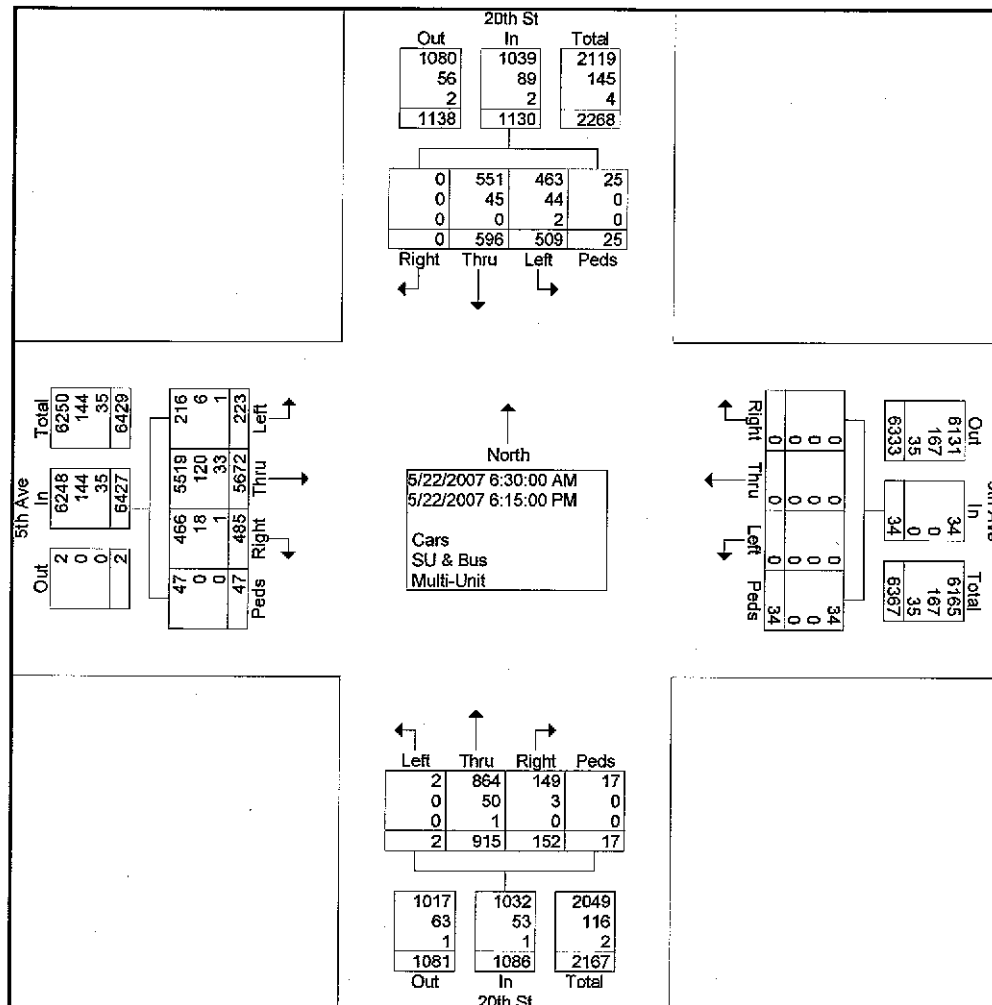 20th St
Out In Total
1080 1039 2119
56 89 145
2 2 4
1138 1130 2268
0 551 463 25
0 45 44 0
0 0 2 0
0 596 509 25
Right Thru Left Peds
5th Ave
Total In Out
6250 6248 2
144 144 0
35 35 0
6429 6427 2
Left Thru Right Peds
216 5519 466 47
6 120 18 0
1 33 1 0
223 5672 485 47
North
5/22/2007 6:30:00 AM
5/22/2007 6:15:00 PM
Cars
SU & Bus
Multi-Unit
Right Thru Left Peds
0 0 0 34
0 0 0 0
0 0 0 0
0 0 0 34
Out In Total
6131 34 6165
167 0 167
35 0 35
6333 34 6367
Ave
Left Thru Right Peds
2 864 149 17
0 50 3 0
0 1 0 0
2 915 152 17
1017 1032 2049
63 53 116
1 1 2
1081 1086 2167
Out In Total
20th St